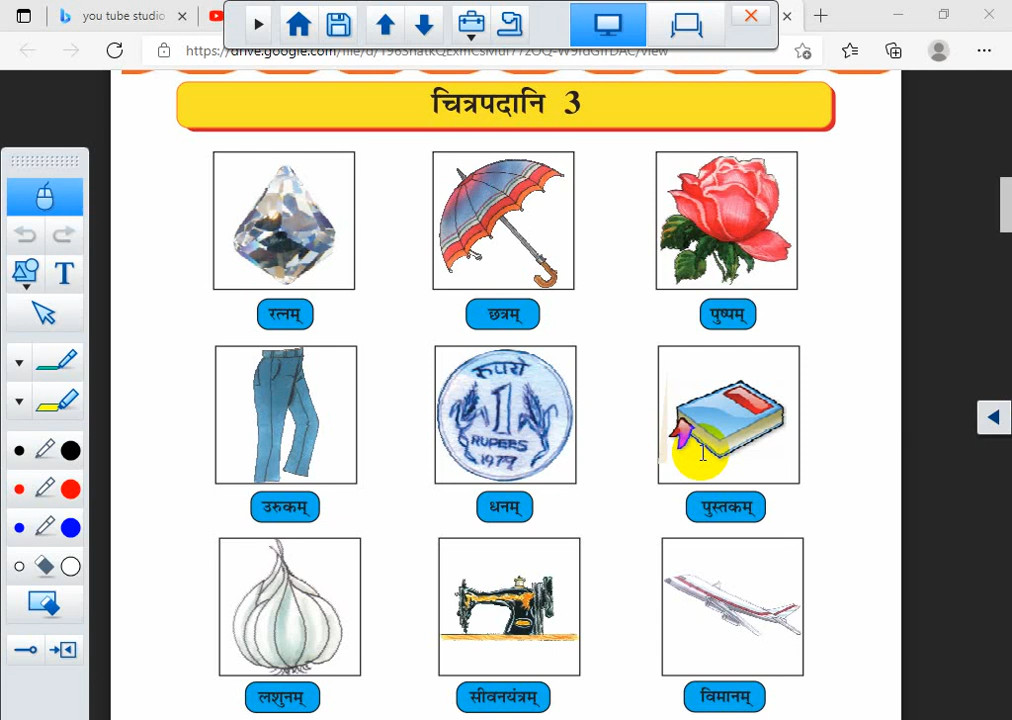 you tube studio
https://drive.google.com/file/d/
/view
T
चित्रपदानि 3
रत्नम् छत्रम् पुष्पम्
रुपये
1
RUPEES
उरुकम् धनम् पुस्तकम्
लशुनम् सीवनयंत्रम् विमानम्